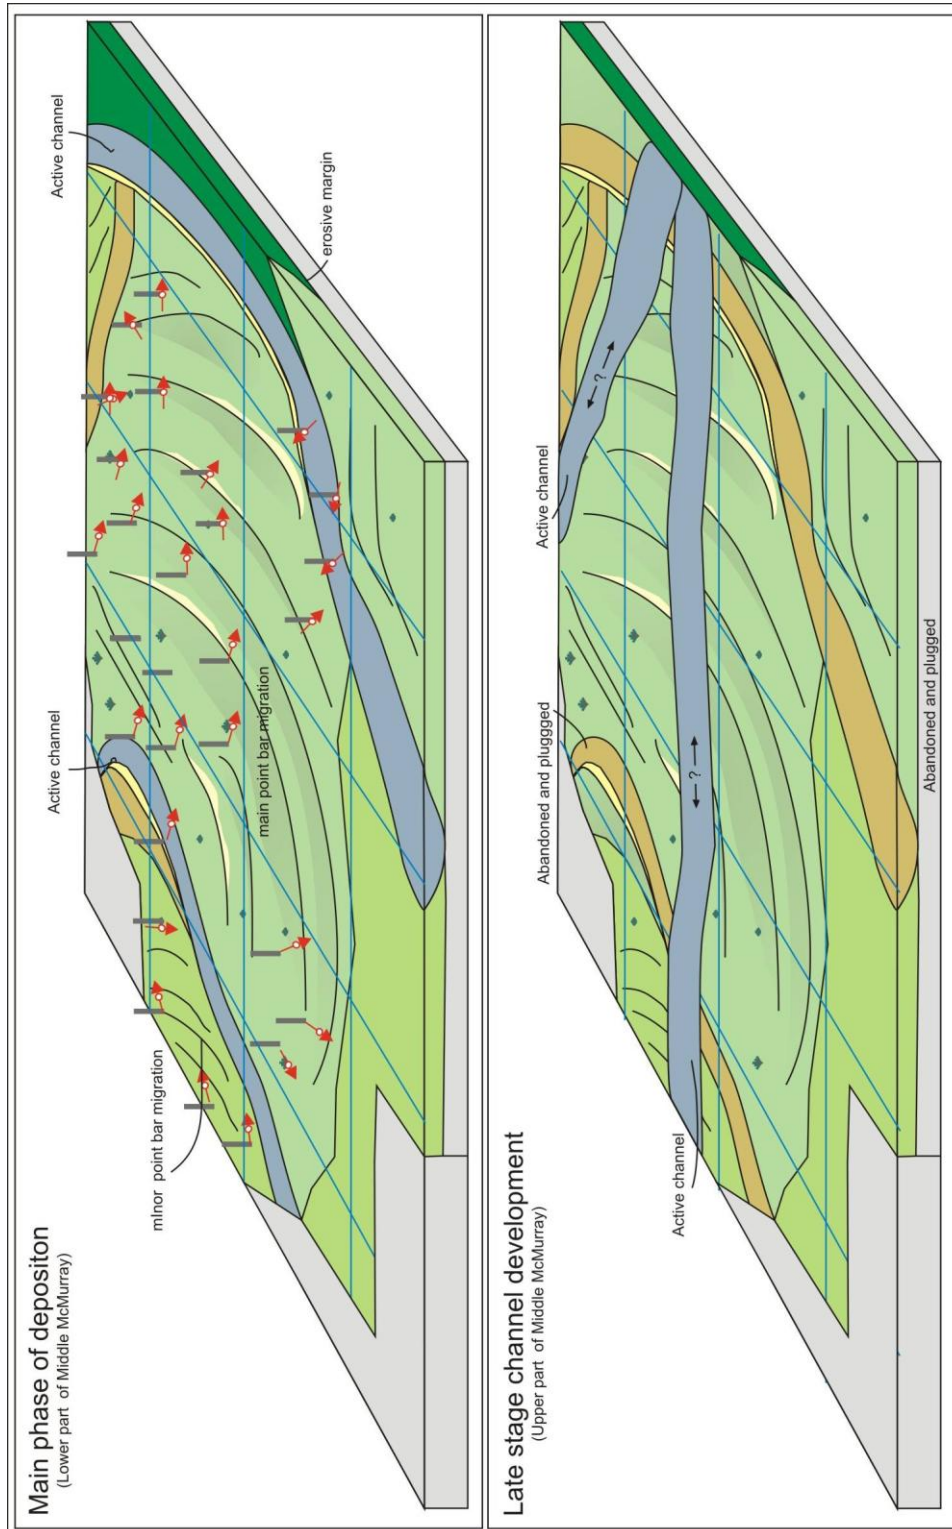 Main phase of depositon
(Lower part of Middle McMurray)
mInor point bar migration
Active channel
main point bar migration
Active channel
erosive margin
Late stage channel development
(Upper part of Middle McMurray)
Active channel
Abandoned and pluggged
?
Active channel
?
Abandoned and plugged